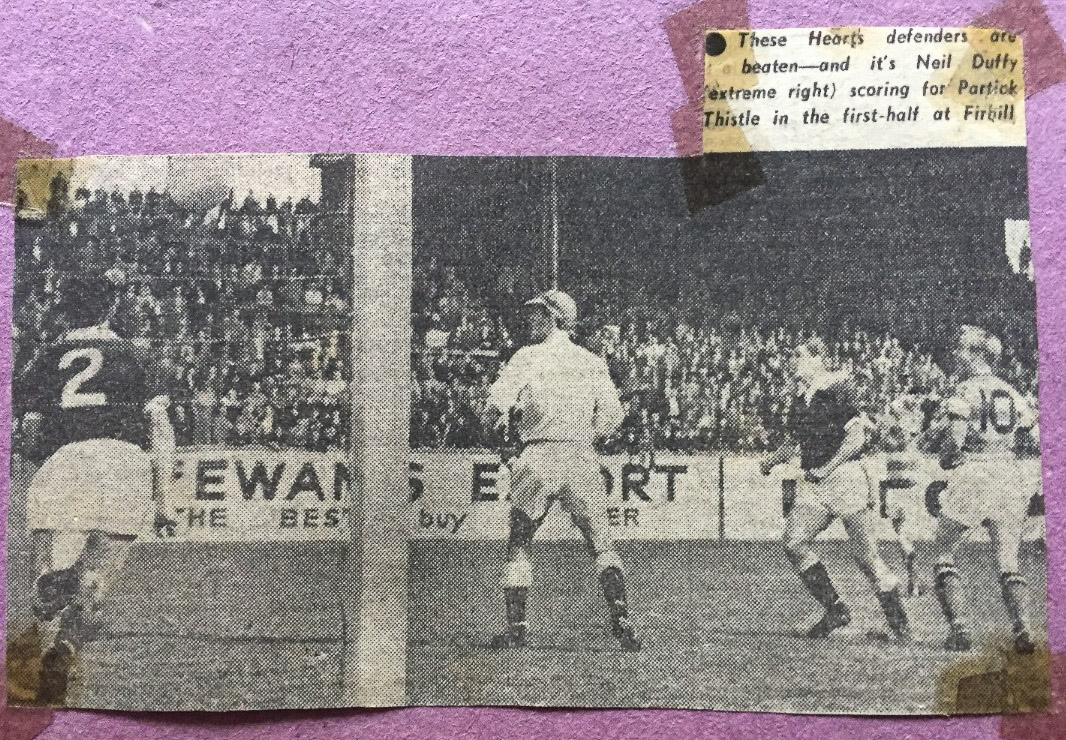 These Hearts defenders are
beaten—and it's Neil Duffy
(extreme right) scoring for Partick
Thistle in the first-half at Firhill
2
10
EWAN S E ORT
THE BEST buy ER